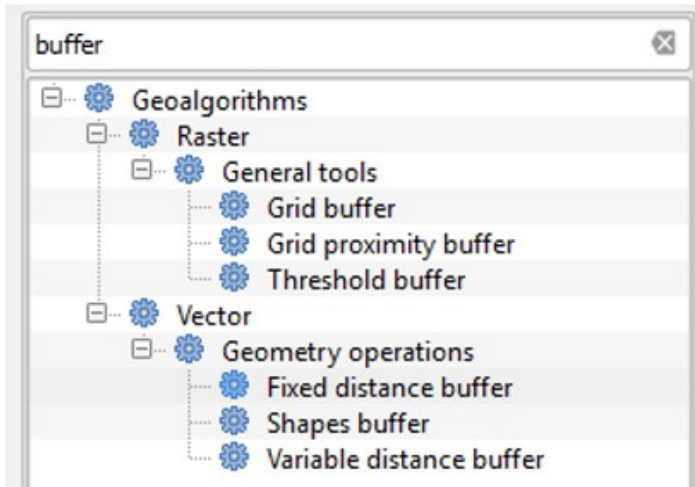 buffer
Geoalgorithms
Raster
General tools
Grid buffer
Grid proximity buffer
Threshold buffer
Vector
Geometry operations
Fixed distance buffer
Shapes buffer
Variable distance buffer